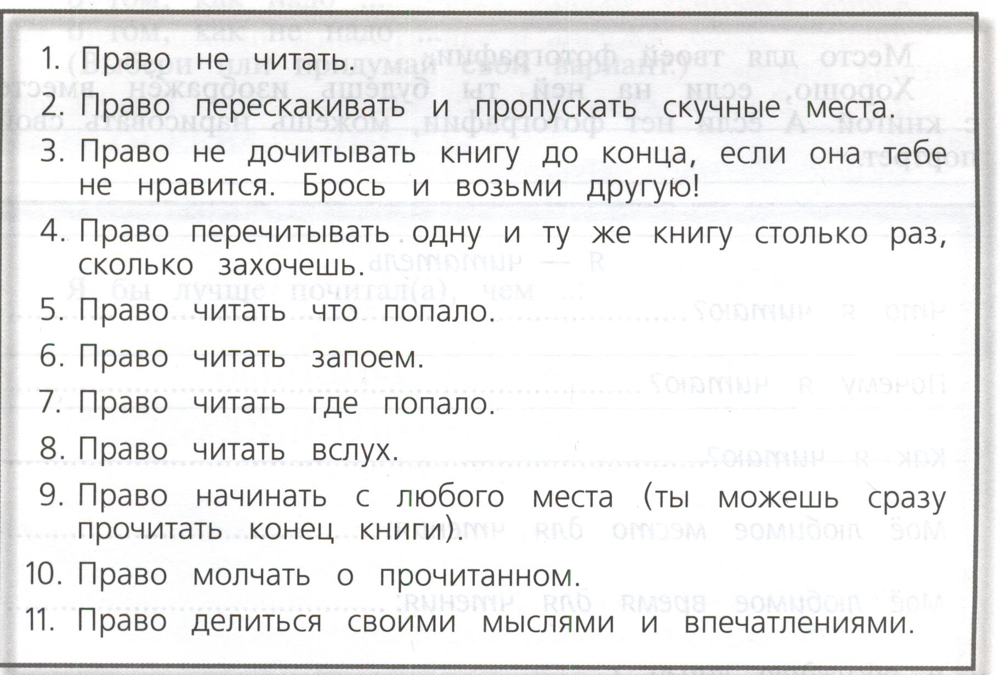 1. Право не читать.
2. Право перескакивать и пропускать скучные места.
3. Право не дочитывать книгу до конца, если она тебе
не нравится. Брось и возьми другую!
4. Право перечитывать одну и ту же книгу столько раз,
сколько захочешь.
5. Право читать что попало.
6. Право читать запоем.
7. Право читать где попало.
8. Право читать вслух.
9. Право начинать с любого места (ты можешь сразу
прочитать конец книги).
10. Право молчать о прочитанном.
11. Право делиться своими мыслями и впечатлениями.